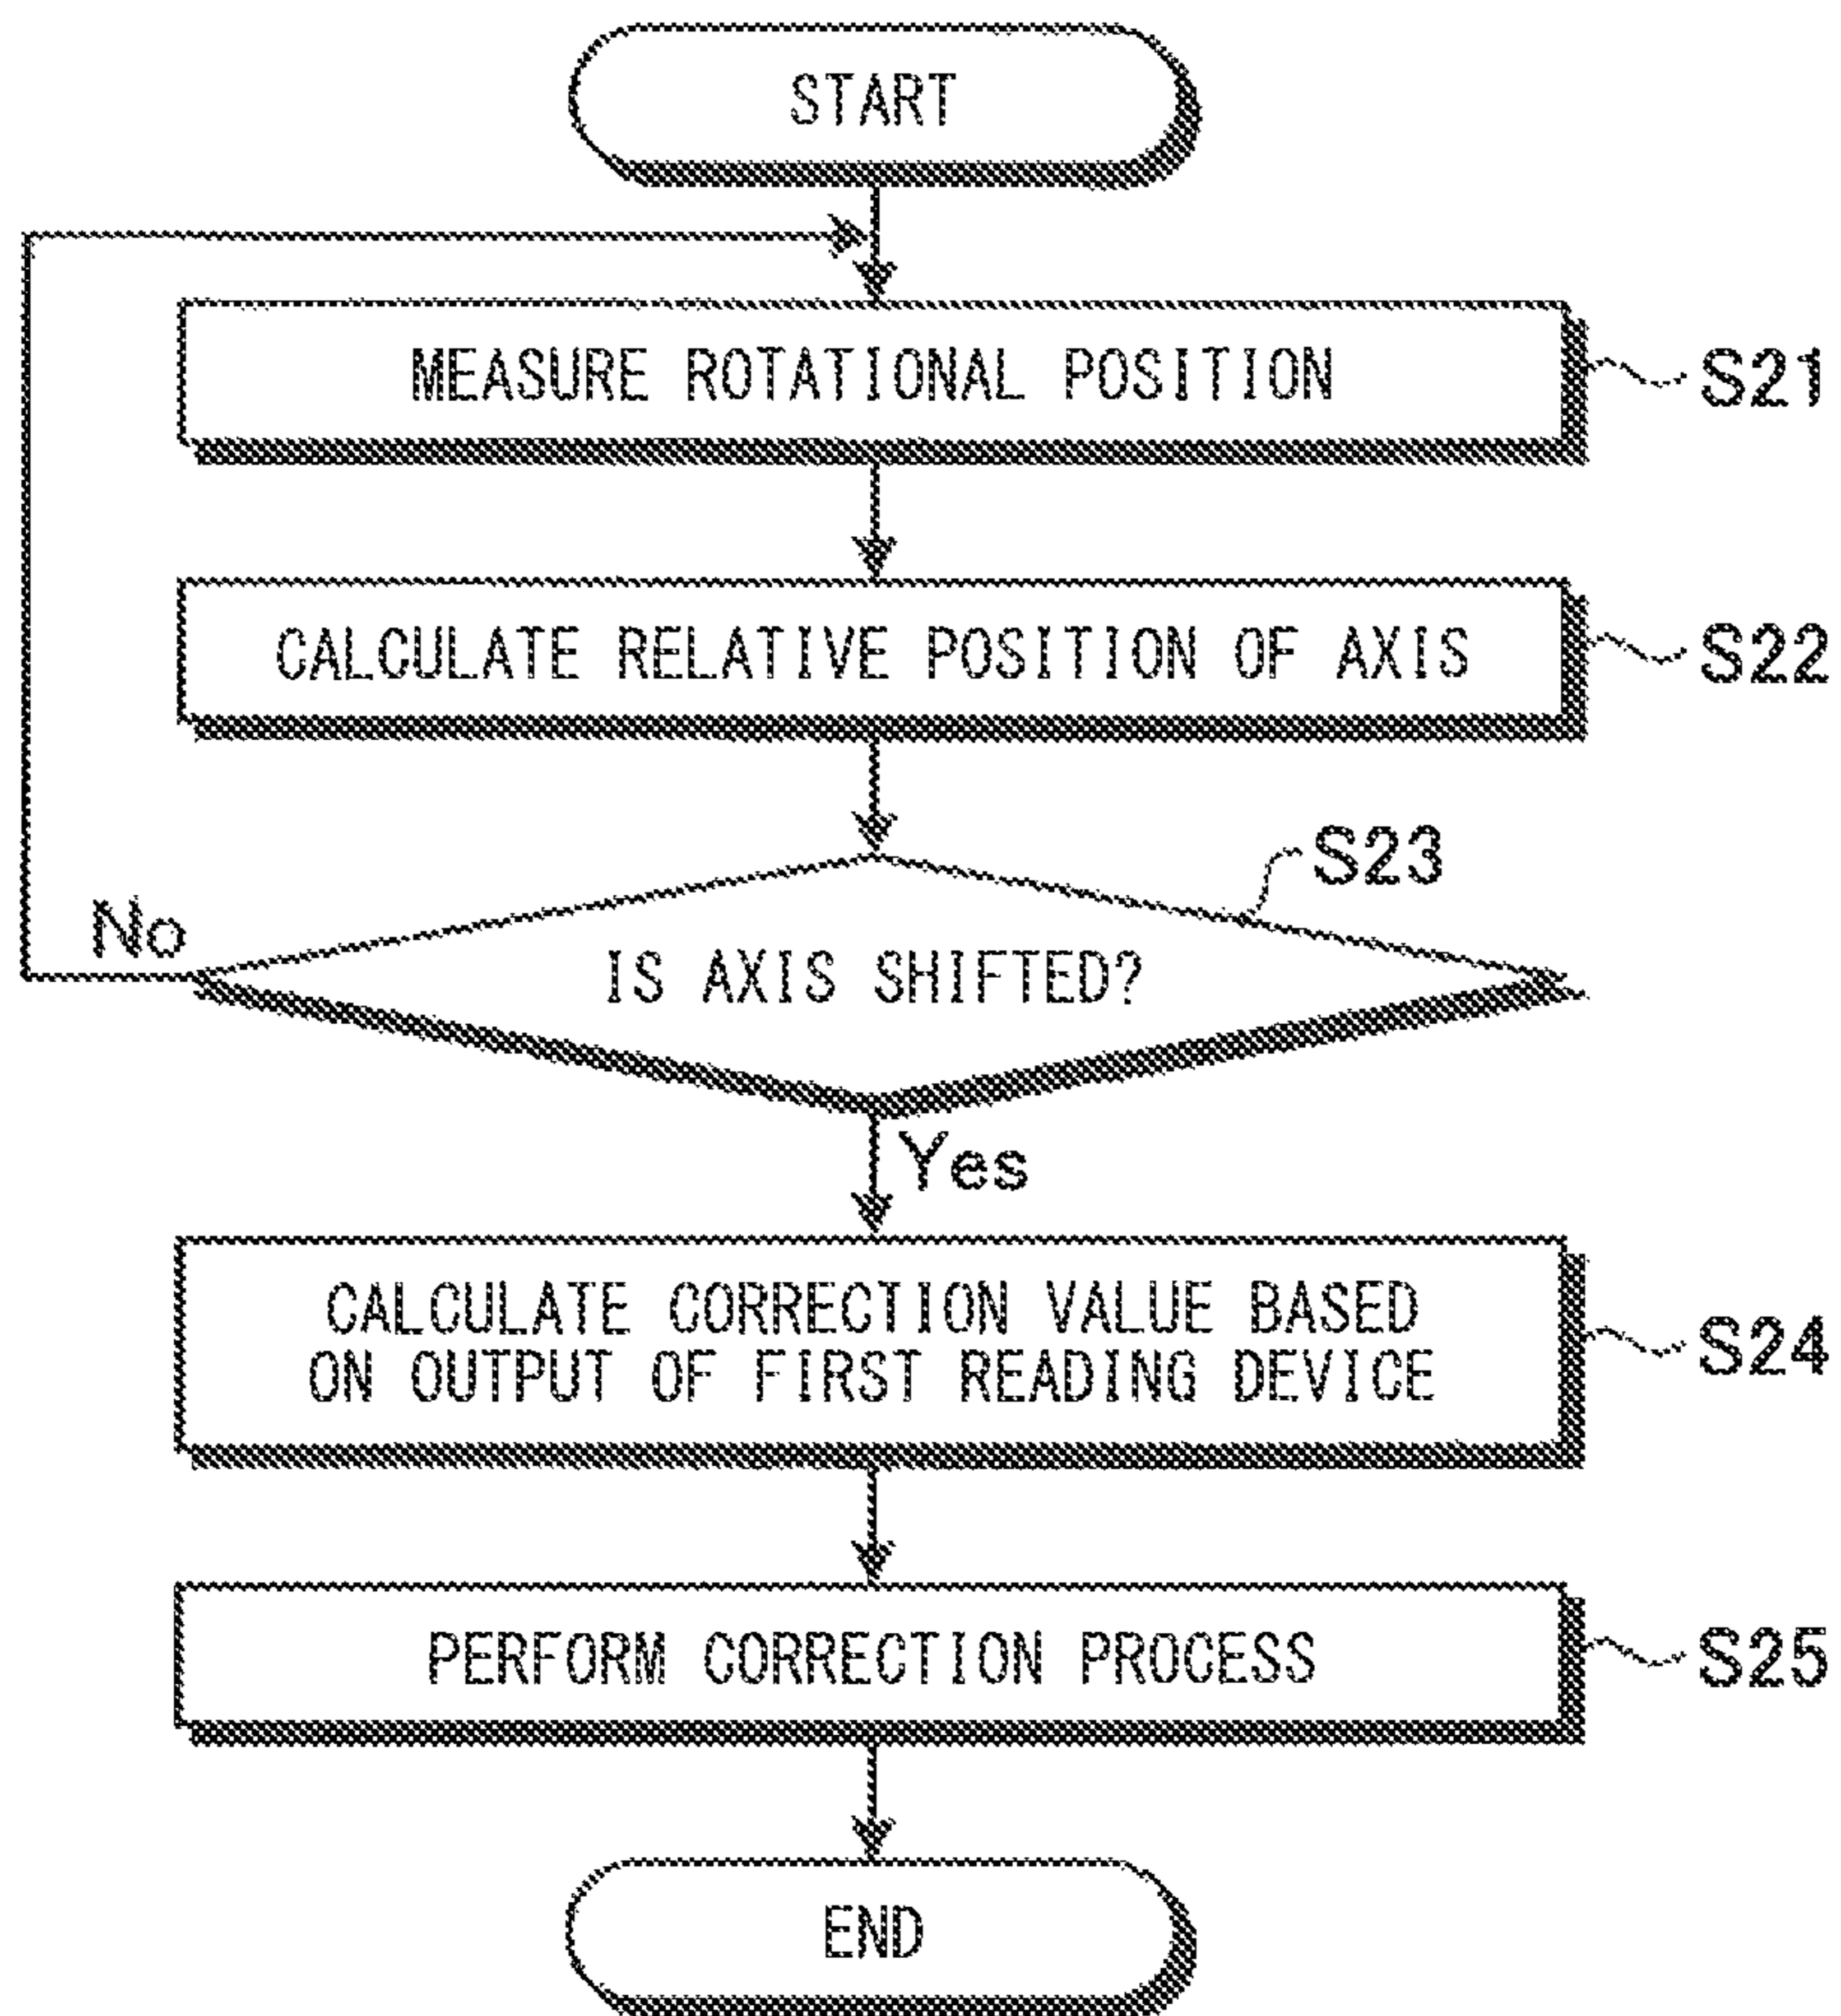 START
MEASURE ROTATIONAL POSITION
S21
CALCULATE RELATIVE POSITION OF AXIS
S22
S23
No
IS AXIS SHIFTED?
Yes
CALCULATE CORRECTION VALUE BASED
ON OUTPUT OF FIRST READING DEVICE
S24
PERFORM CORRECTION PROCESS
S25
END